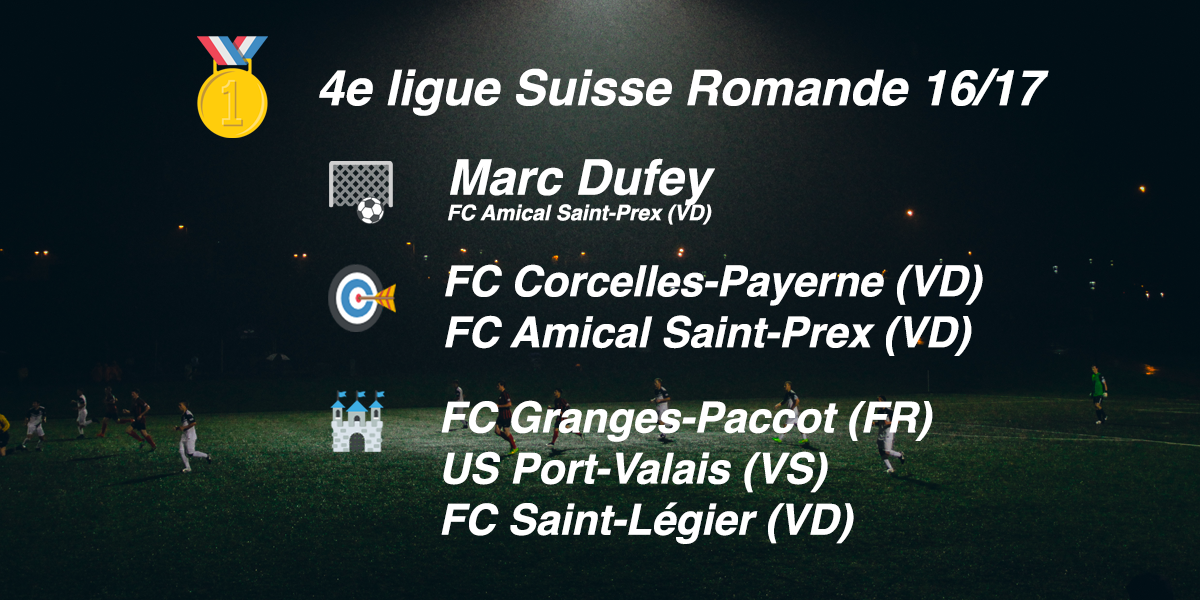 1
4e ligue Suisse Romande 16/17
Marc Dufey
FC Amical Saint-Prex (VD)
FC Corcelles-Payerne (VD)
FC Amical Saint-Prex (VD)
FC Granges-Paccot (FR)
US Port-Valais (VS)
FC Saint-Légier (VD)